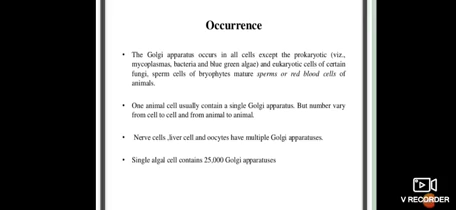 Occurrence
• The Golgi apparatus occurs in all cells except the prokaryotic (viz.,
mycoplasmas, bacteria and blue green algae) and eukaryotic cells of certain
fungi, sperm cells of bryophytes mature sperms or red blood cells of
animals.
• One animal cell usually contain a single Golgi apparatus. But number vary
from cell to cell and from animal to animal.
• Nerve cells ,liver cell and oocytes have multiple Golgi apparatuses.
• Single algal cell contains 25,000 Golgi apparatuses
V RECORDER